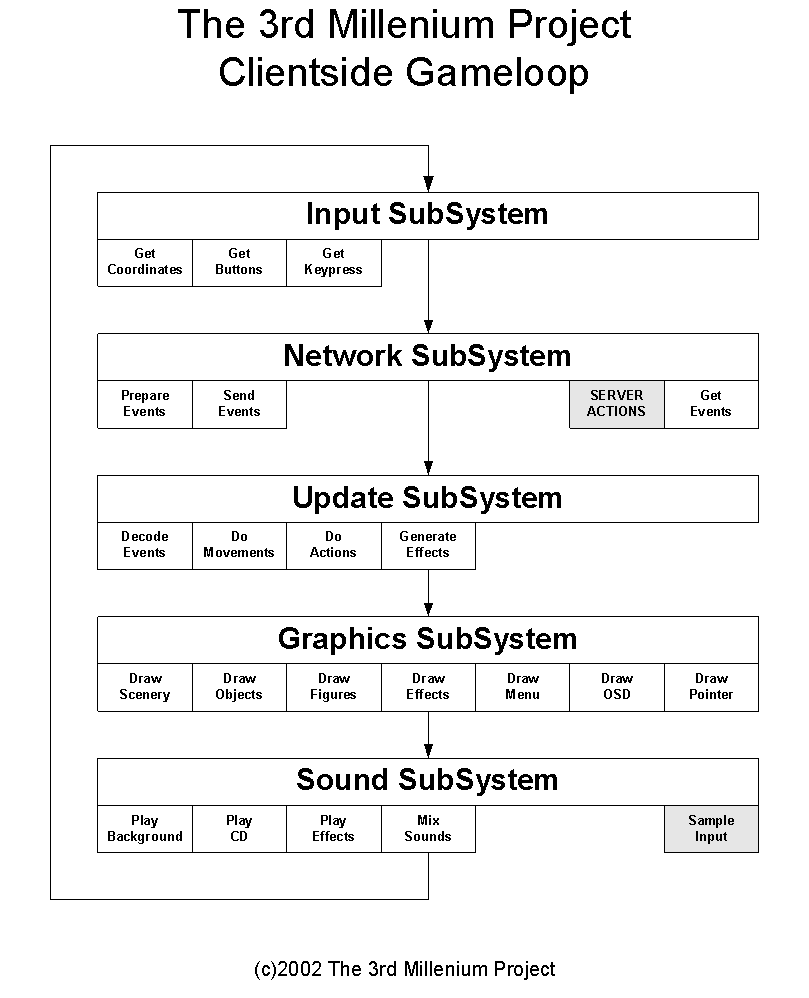 The 3rd Millenium Project
Clientside Gameloop
Input SubSystem
Get
Coordinates
Get
Buttons
Get
Keypress
Network SubSystem
Prepare
Events
Send
Events
SERVER
ACTIONS
Get
Events
Update SubSystem
Decode
Events
Do
Movements
Do
Actions
Generate
Effects
Graphics SubSystem
Draw
Scenery
Draw
Objects
Draw
Figures
Draw
Effects
Draw
Menu
Draw
OSD
Draw
Pointer
Sound SubSystem
Play
Background
Play
CD
Play
Effects
Mix
Sounds
Sample
Input
(c)2002 The 3rd Millenium Project